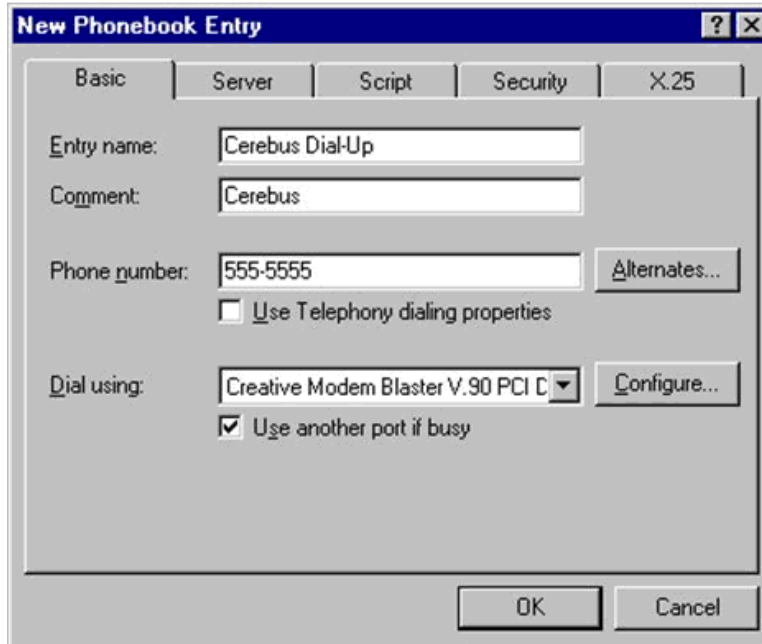 New Phonebook Entry
Basic Server Script Security X.25
Entry name: Cerebus Dial-Up
Comment: Cerebus
Phone number: 555-5555 Alternates...
Use Telephony dialing properties
Dial using: Creative Modem Blaster V.90 PCI D Configure...
Use another port if busy
OK Cancel